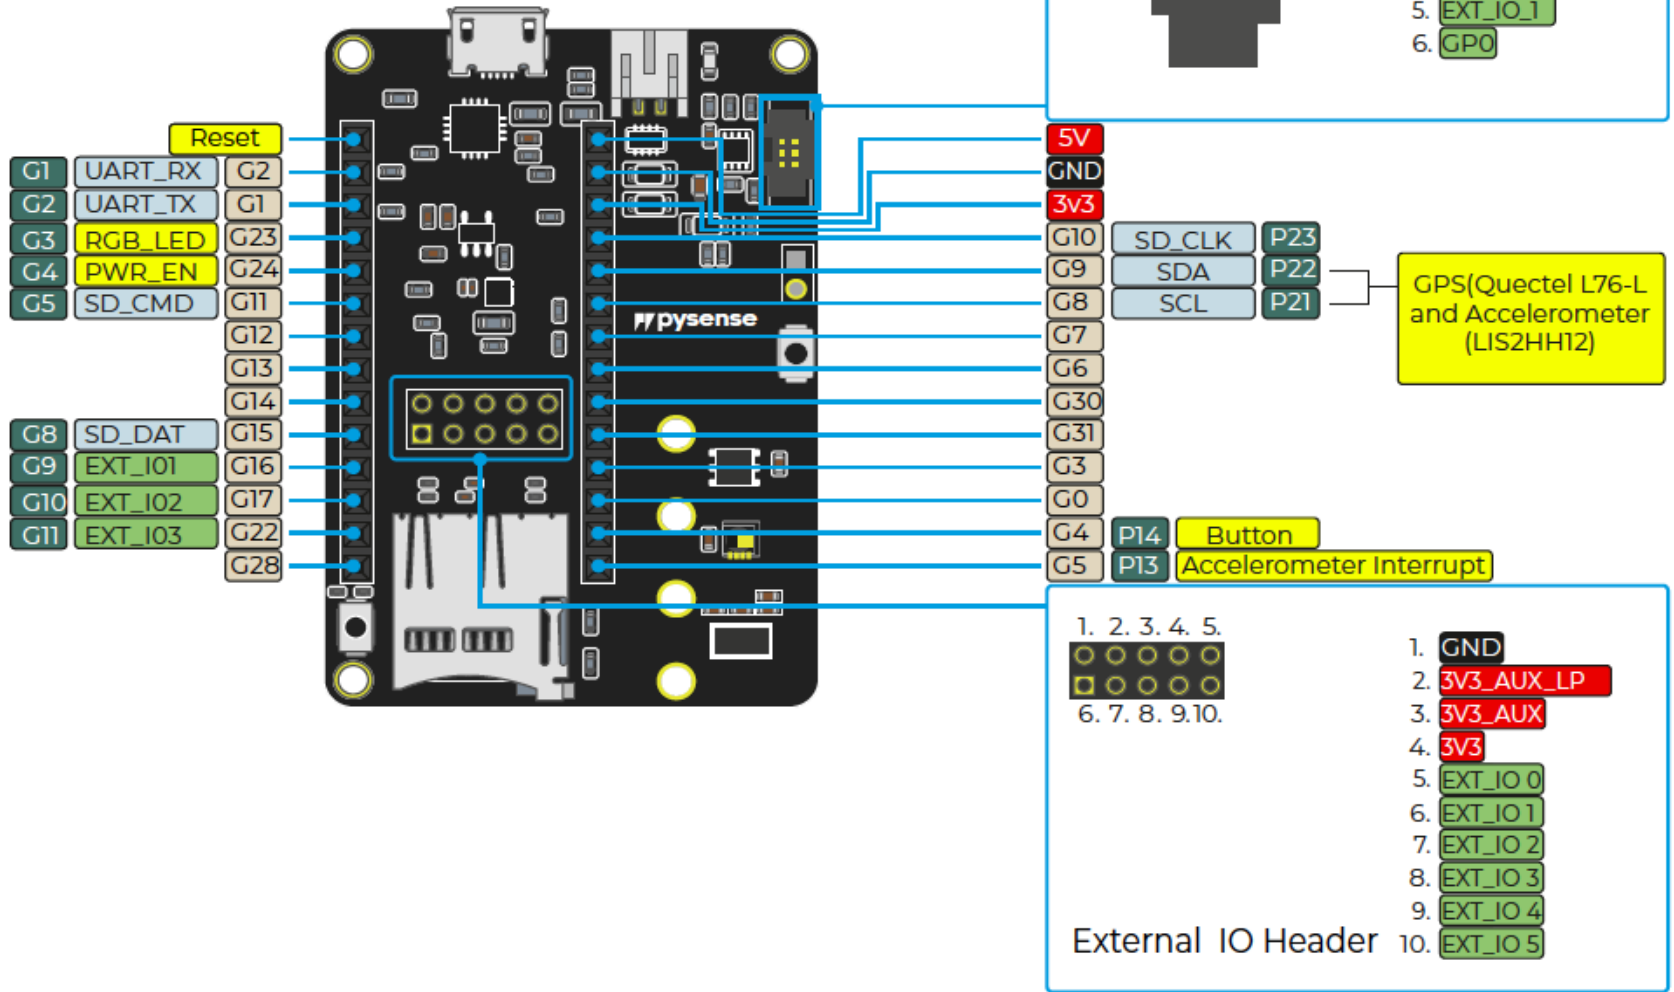 5. EXT_IO_1
6. GP0
Reset
G1 UART_RX G2
G2 UART_TX G1
G3 RGB_LED G23
G4 PWR_EN G24
G5 SD_CMD G11
G12
G13
G14
G8 SD_DAT G15
G9 EXT_I01 G16
G10 EXT_I02 G17
G11 EXT_I03 G22
G28
pysense
5V
GND
3v3
G10 SD_CLK P23
G9 SDA P22
G8 SCL P21
G7
G6
G30
G31
G3
G0
G4 P14 Button
G5 P13 Accelerometer Interrupt
GPS(Quectel L76-L
and Accelerometer
(LIS2HH12)
1. 2. 3. 4. 5.
6. 7. 8. 9.10.
1. GND
2. 3V3_AUX_LP
3. 3V3_AUX
4. 3V3
5. EXT_IO 0
6. EXT_IO 1
7. EXT_IO 2
8. EXT_IO 3
9. EXT_IO 4
10. EXT_IO 5
External IO Header